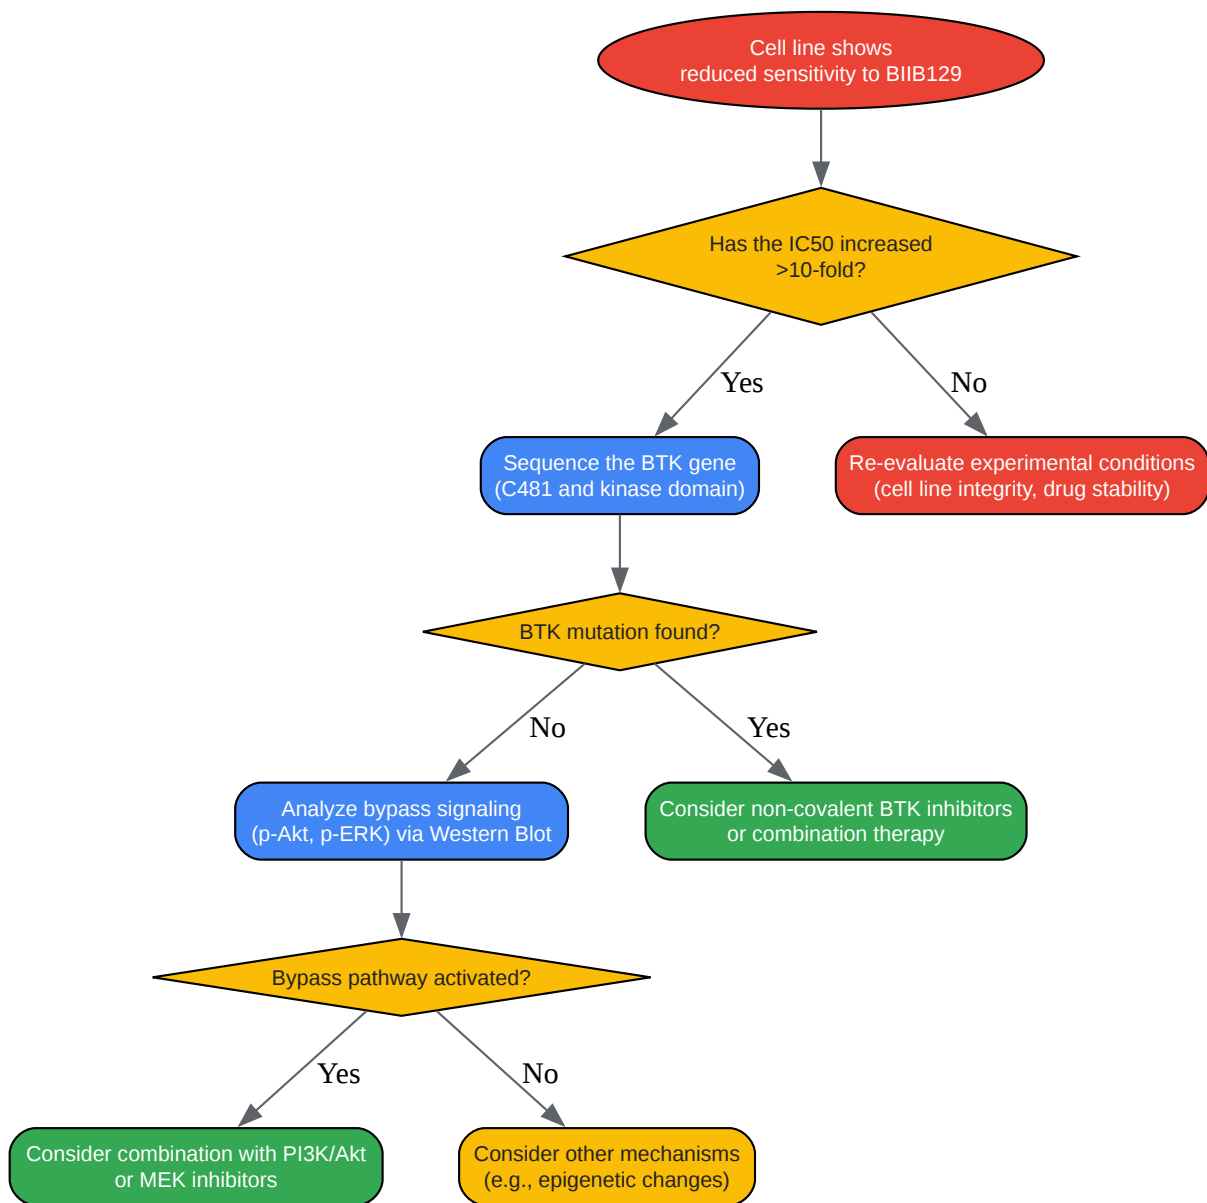 Cell line shows
reduced sensitivity to BIIB129
Has the IC50 increased
>10-fold?
Yes
No
Sequence the BTK gene
(C481 and kinase domain)
Re-evaluate experimental conditions
(cell line integrity, drug stability)
BTK mutation found?
No
Yes
Analyze bypass signaling
(p-Akt, p-ERK) via Western Blot
Consider non-covalent BTK inhibitors
or combination therapy
Bypass pathway activated?
Yes
No
Consider combination with PI3K/Akt
or MEK inhibitors
Consider other mechanisms
(e.g., epigenetic changes)